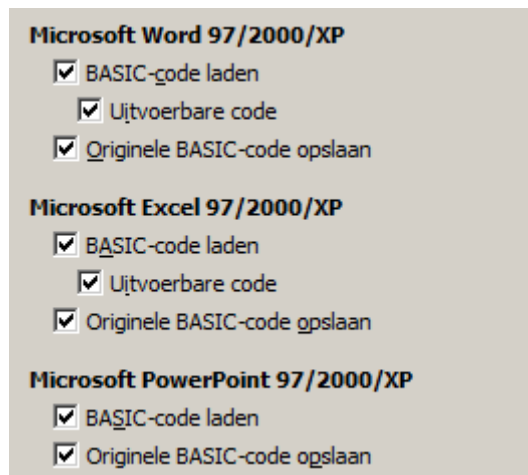 Microsoft Word 97/2000/XP
BASIC-code laden
Uitvoerbare code
Originele BASIC-code opslaan
Microsoft Excel 97/2000/XP
BASIC-code laden
Uitvoerbare code
Originele BASIC-code opslaan
Microsoft PowerPoint 97/2000/XP
BASIC-code laden
Originele BASIC-code opslaan